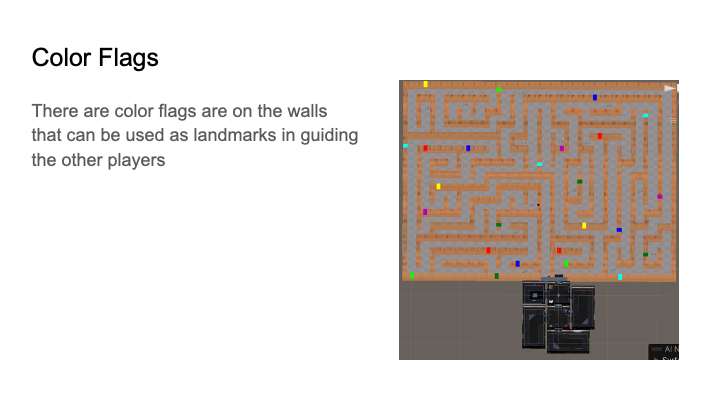 Color Flags
There are color flags are on the walls
that can be used as landmarks in guiding
the other players
AI N